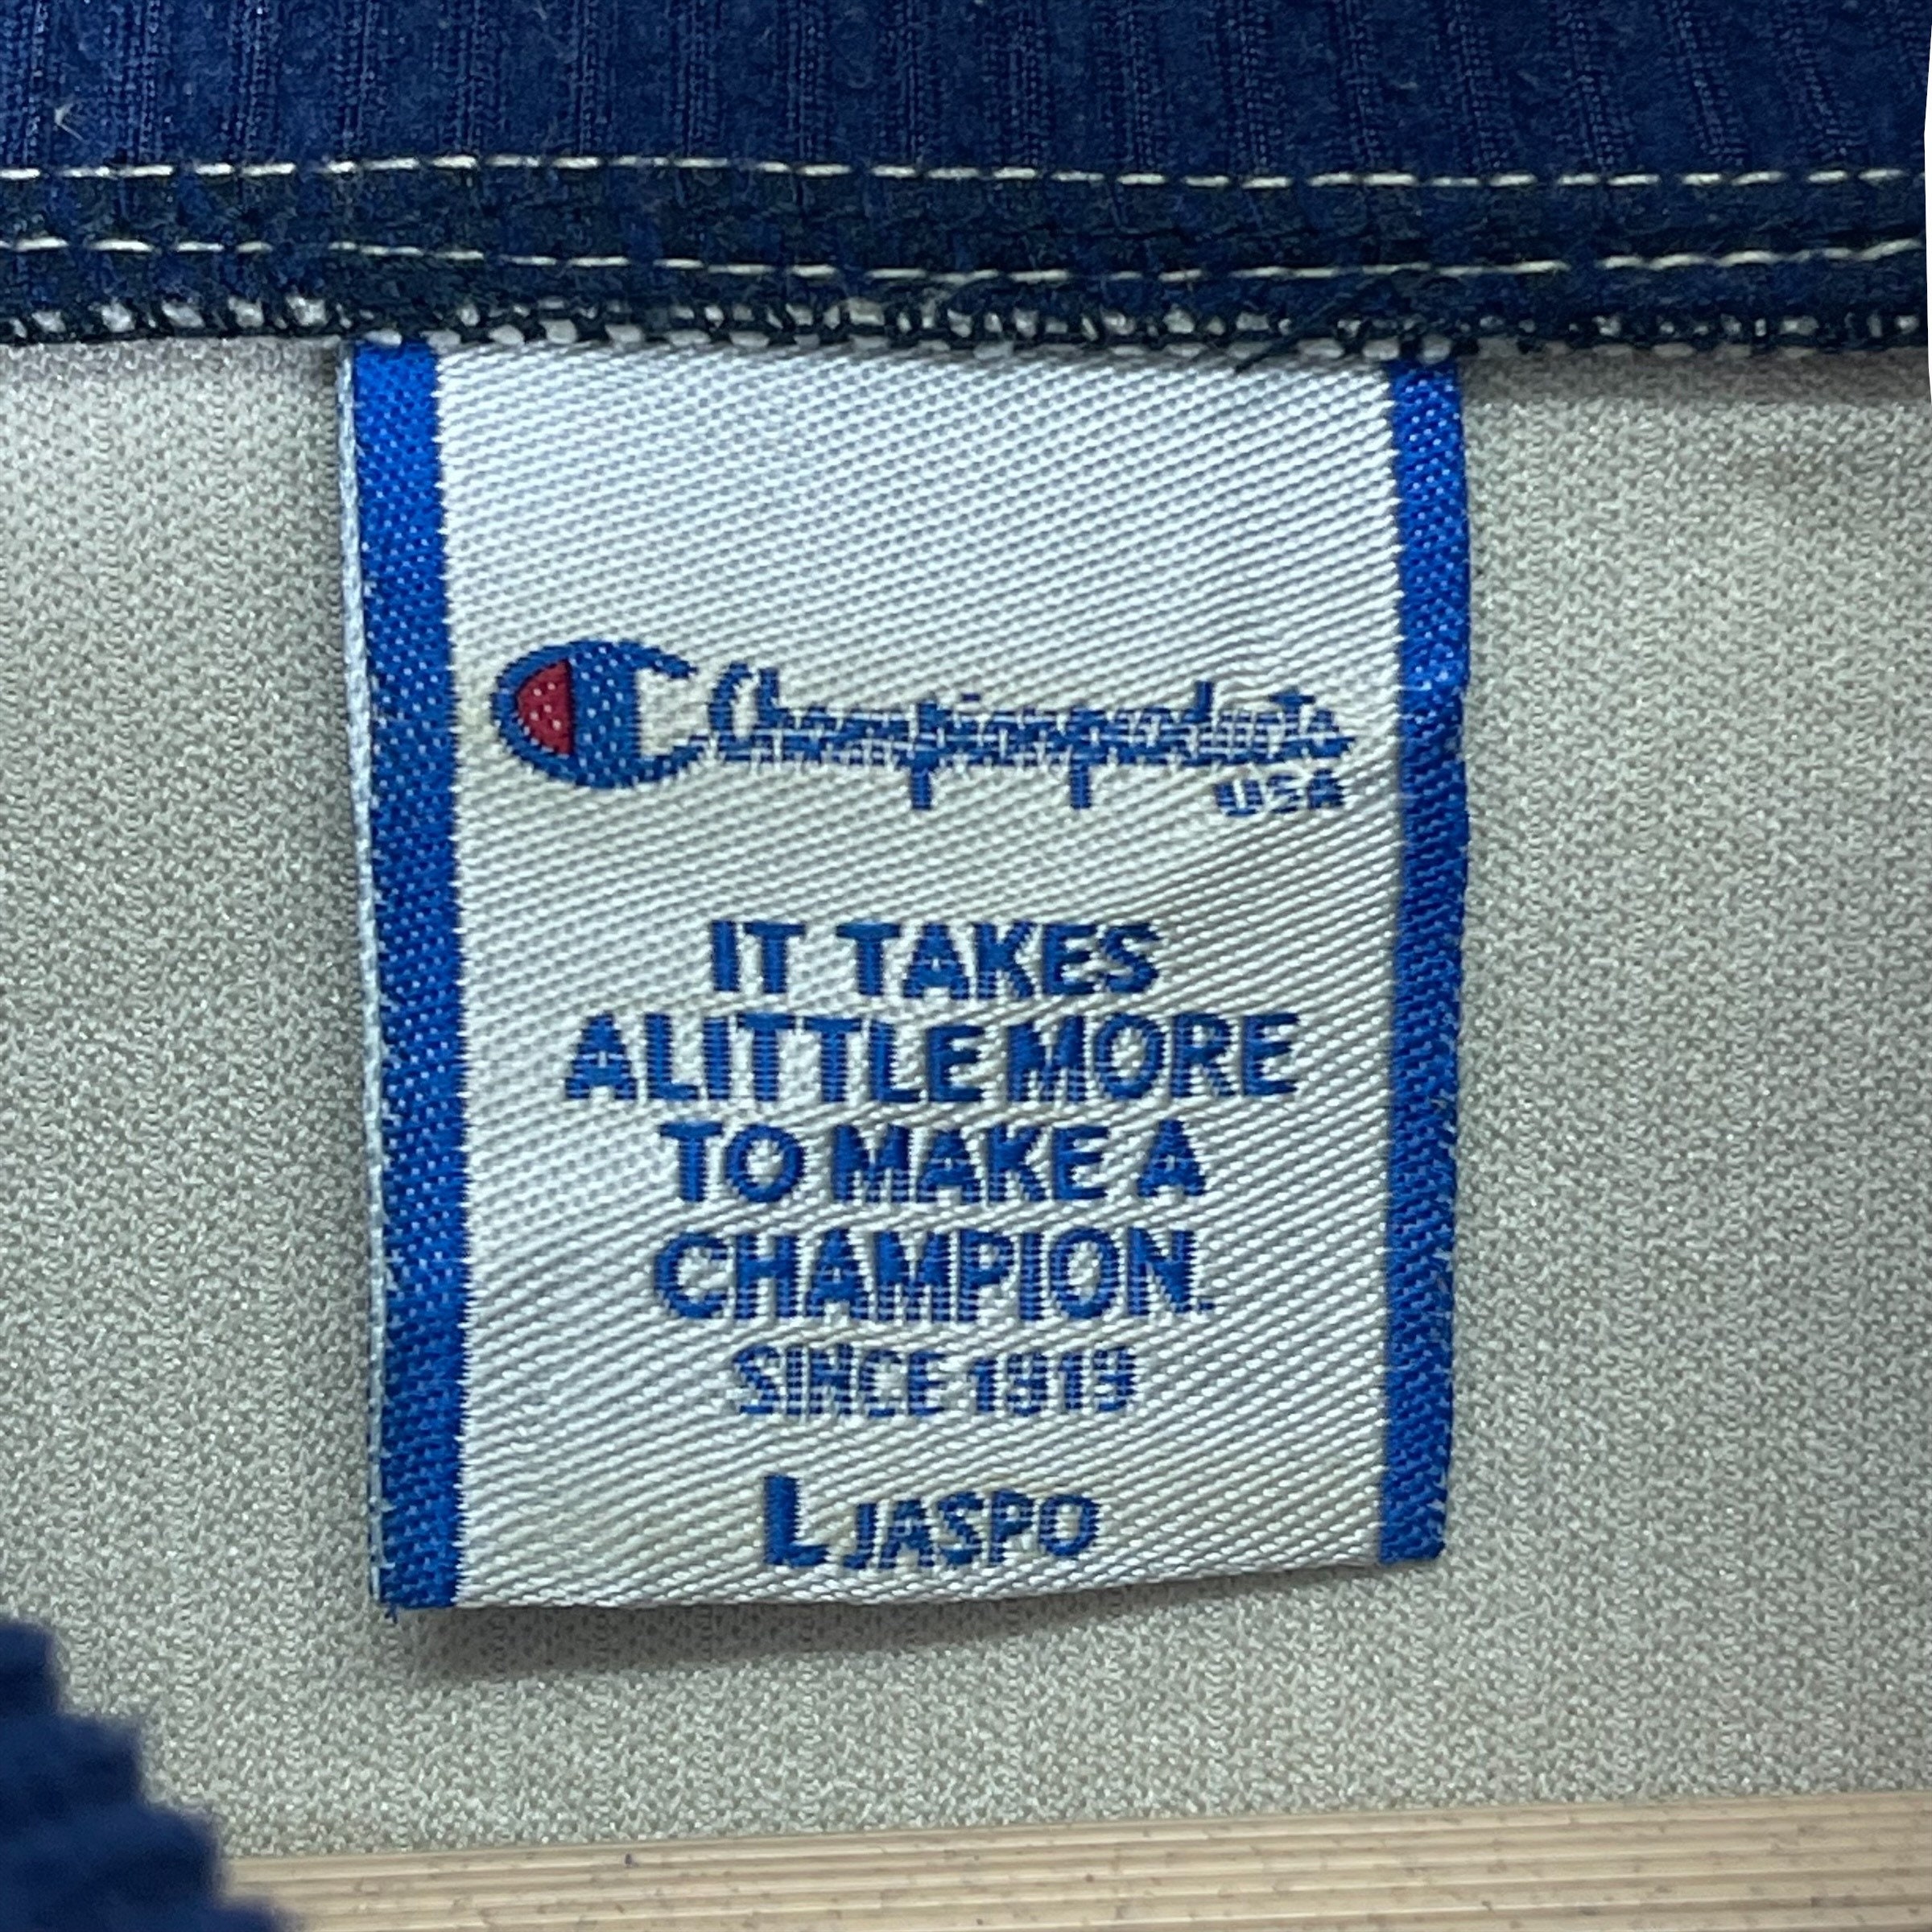 Championproducts
USA
IT TAKES
A LITTLE MORE
TO MAKE A
CHAMPION.
SINCE 1919
L JASPO